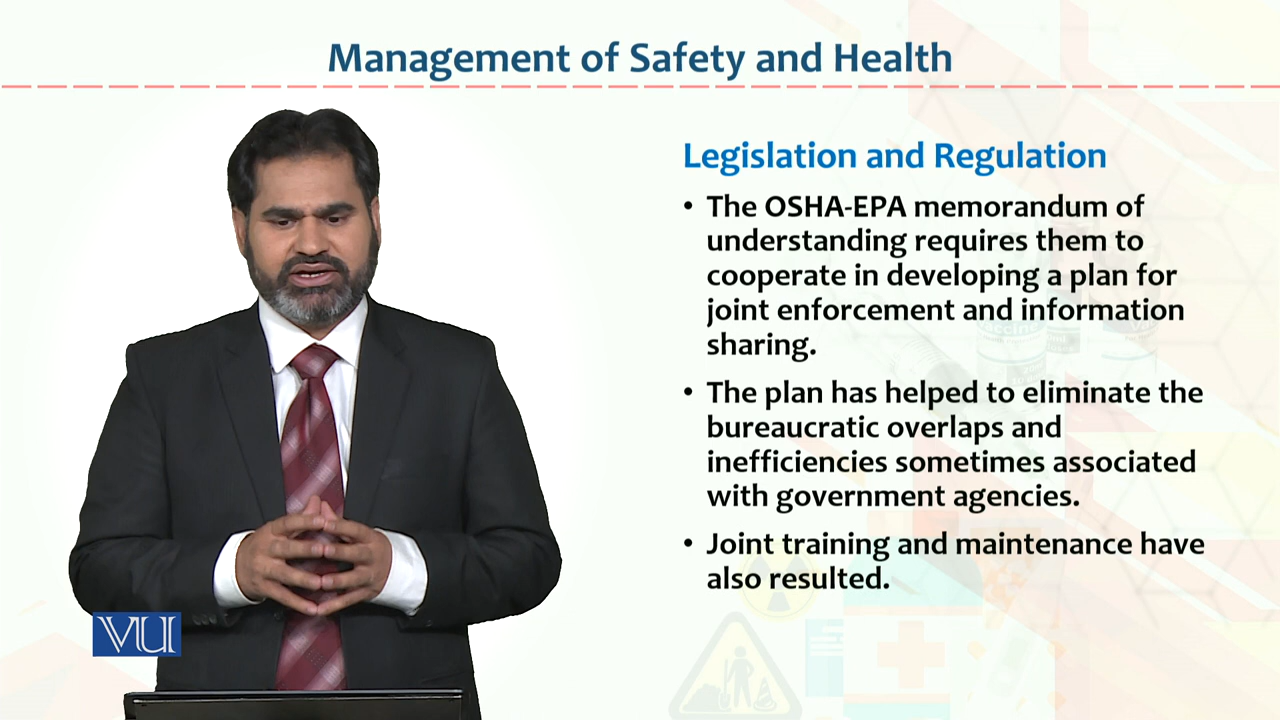 Management of Safety and Health
Legislation and Regulation
• The OSHA-EPA memorandum of
understanding requires them to
cooperate in developing a plan for
joint enforcement and information
sharing.
• The plan has helped to eliminate the
bureaucratic overlaps and
inefficiencies sometimes associated
with government agencies.
• Joint training and maintenance have
also resulted.
VU
Vaccine